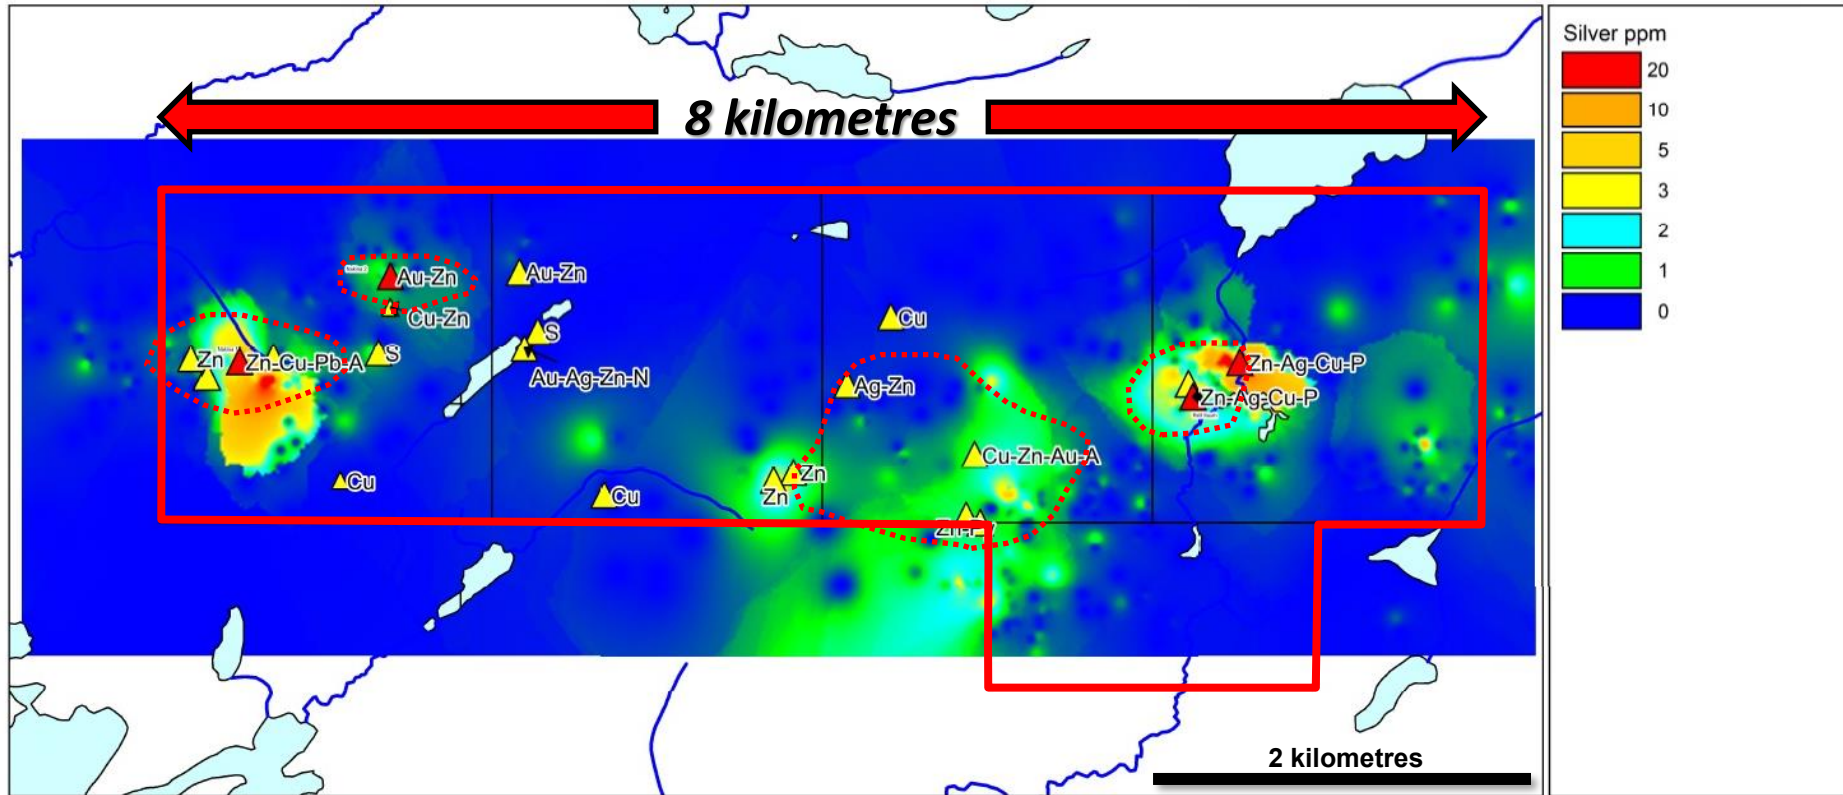 Silver ppm
20
10
5
3
2
1
0
8 kilometres
Au-Zn
Au-Zn
Cu-Zn
Cu
S
S
Zn
Zn-Cu-Pb-A
Au-Ag-Zn-N
Ag-Zn
Zn-Ag-Cu-P
Zn-Ag-Cu-P
Cu-Zn-Au-A
Zn
Zn
Cu
Cu
2 kilometres